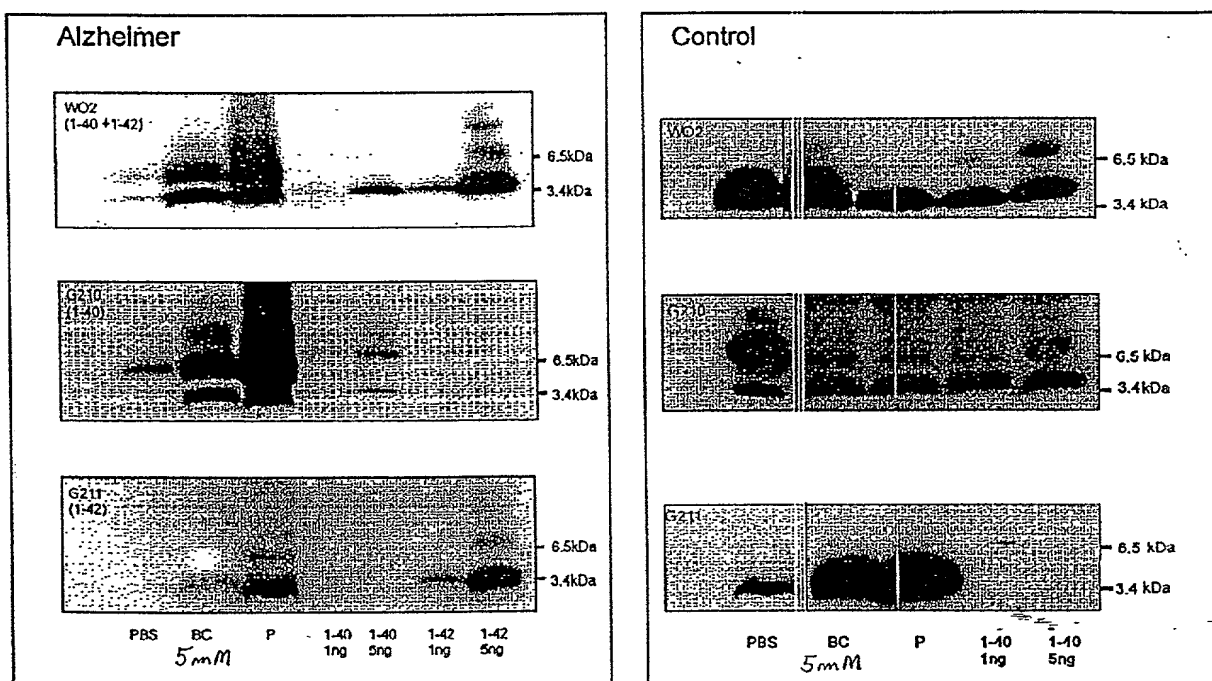 Alzheimer
WO2
(1-40 +1-42)
6.5kDa
3.4kDa
G210
(1-40)
6.5kDa
3.4kDa
G211
(1-42)
6.5kDa
3.4kDa
PBS BC P 1-40 1-40 1-42 1-42
5mM 1ng 5ng 1ng 5ng
Control
WO2
6.5 kDa
3.4 kDa
G210
6.5 kDa
3.4 kDa
G211
6.5 kDa
3.4 kDa
PBS BC P 1-40 1-40
5mM 1ng 5ng